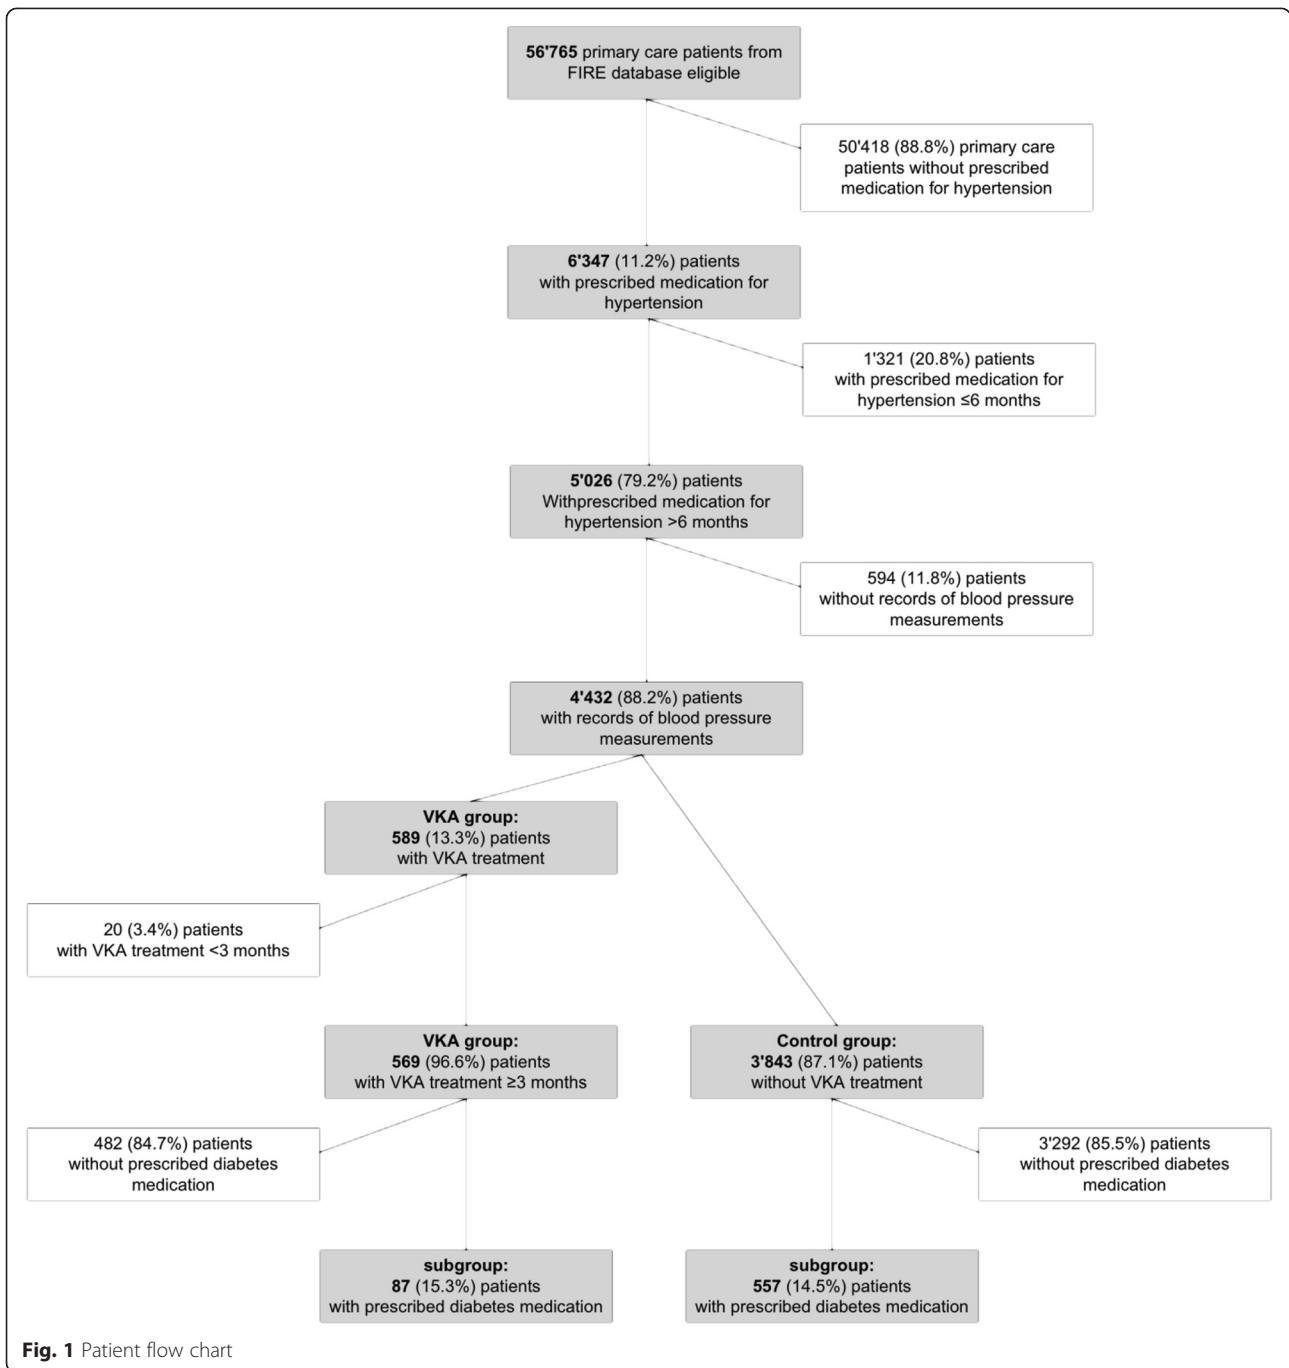 56'765 primary care patients from
FIRE database eligible
50'418 (88.8%) primary care
patients without prescribed
medication for hypertension
6'347 (11.2%) patients
with prescribed medication for
hypertension
1'321 (20.8%) patients
with prescribed medication for
hypertension ≤6 months
5'026 (79.2%) patients
Withprescribed medication for
hypertension >6 months
594 (11.8%) patients
without records of blood pressure
measurements
4'432 (88.2%) patients
with records of blood pressure
measurements
VKA group:
589 (13.3%) patients
with VKA treatment
20 (3.4%) patients
with VKA treatment <3 months
VKA group:
569 (96.6%) patients
with VKA treatment ≥3 months
Control group:
3'843 (87.1%) patients
without VKA treatment
482 (84.7%) patients
without prescribed diabetes
medication
3'292 (85.5%) patients
without prescribed diabetes
medication
subgroup:
87 (15.3%) patients
with prescribed diabetes medication
subgroup:
557 (14.5%) patients
with prescribed diabetes medication
Fig. 1 Patient flow chart